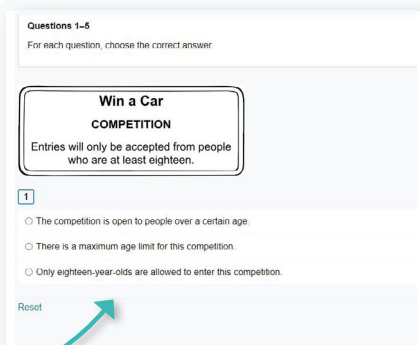 Questions 1–5
For each question, choose the correct answer
Win a Car
COMPETITION
Entries will only be accepted from people
who are at least eighteen.
1
The competition is open to people over a certain age.
There is a maximum age limit for this competition.
Only eighteen-year-olds are allowed to enter this competition.
Reset